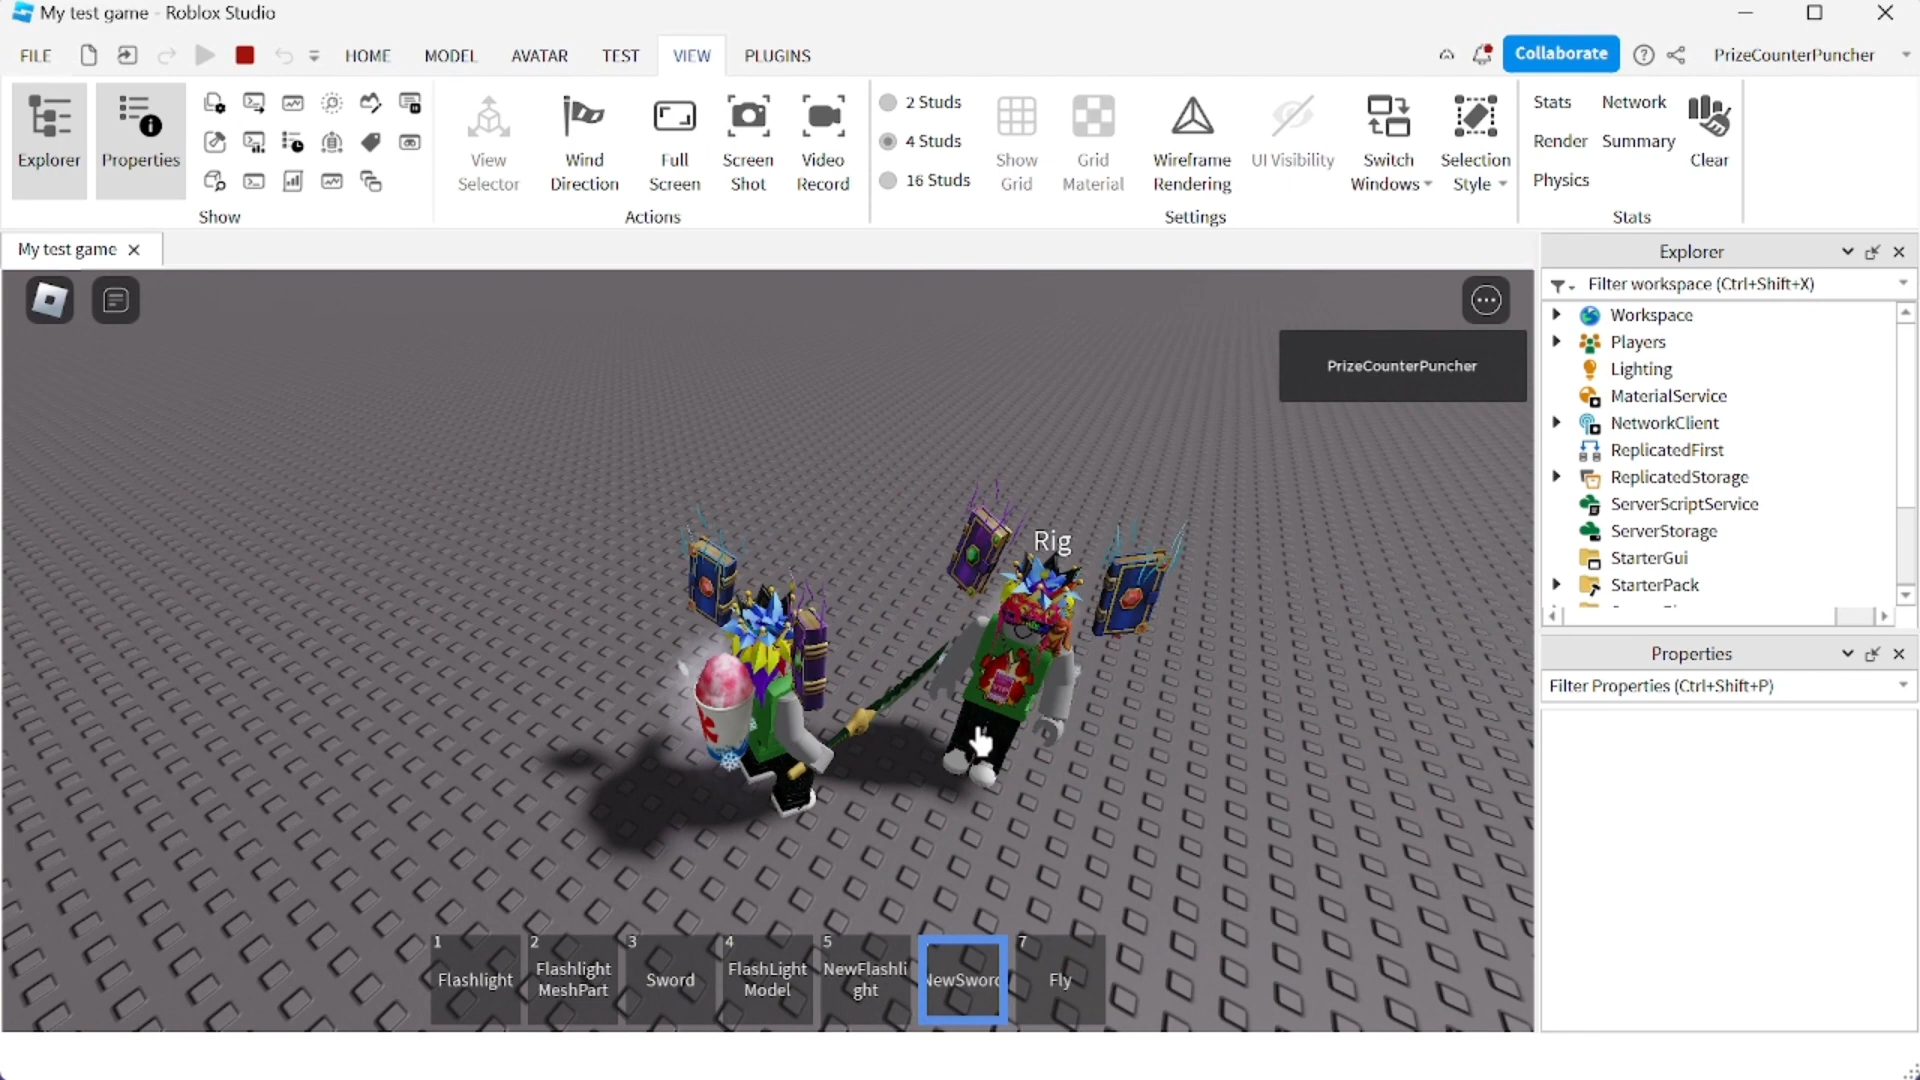 My test game - Roblox Studio
FILE HOME MODEL AVATAR TEST VIEW PLUGINS Collaborate PrizeCounterPuncher
Explorer
Properties
Show
View Selector
Wind Direction
Full Screen
Screen Shot
Video Record
Actions
2 Studs
4 Studs
16 Studs
Show Grid
Grid Material
Wireframe Rendering
UI Visibility
Switch Windows
Selection Style
Settings
Stats Network
Render Summary
Physics
Clear
Stats
My test game
PrizeCounterPuncher
Rig
1
Flashlight
2
Flashlight
MeshPart
3
Sword
4
FlashLight
Model
5
NewFlashli
ght
NewSword
7
Fly
Explorer
Filter workspace (Ctrl+Shift+X)
Workspace
Players
Lighting
MaterialService
NetworkClient
ReplicatedFirst
ReplicatedStorage
ServerScriptService
ServerStorage
StarterGui
StarterPack
Properties
Filter Properties (Ctrl+Shift+P)